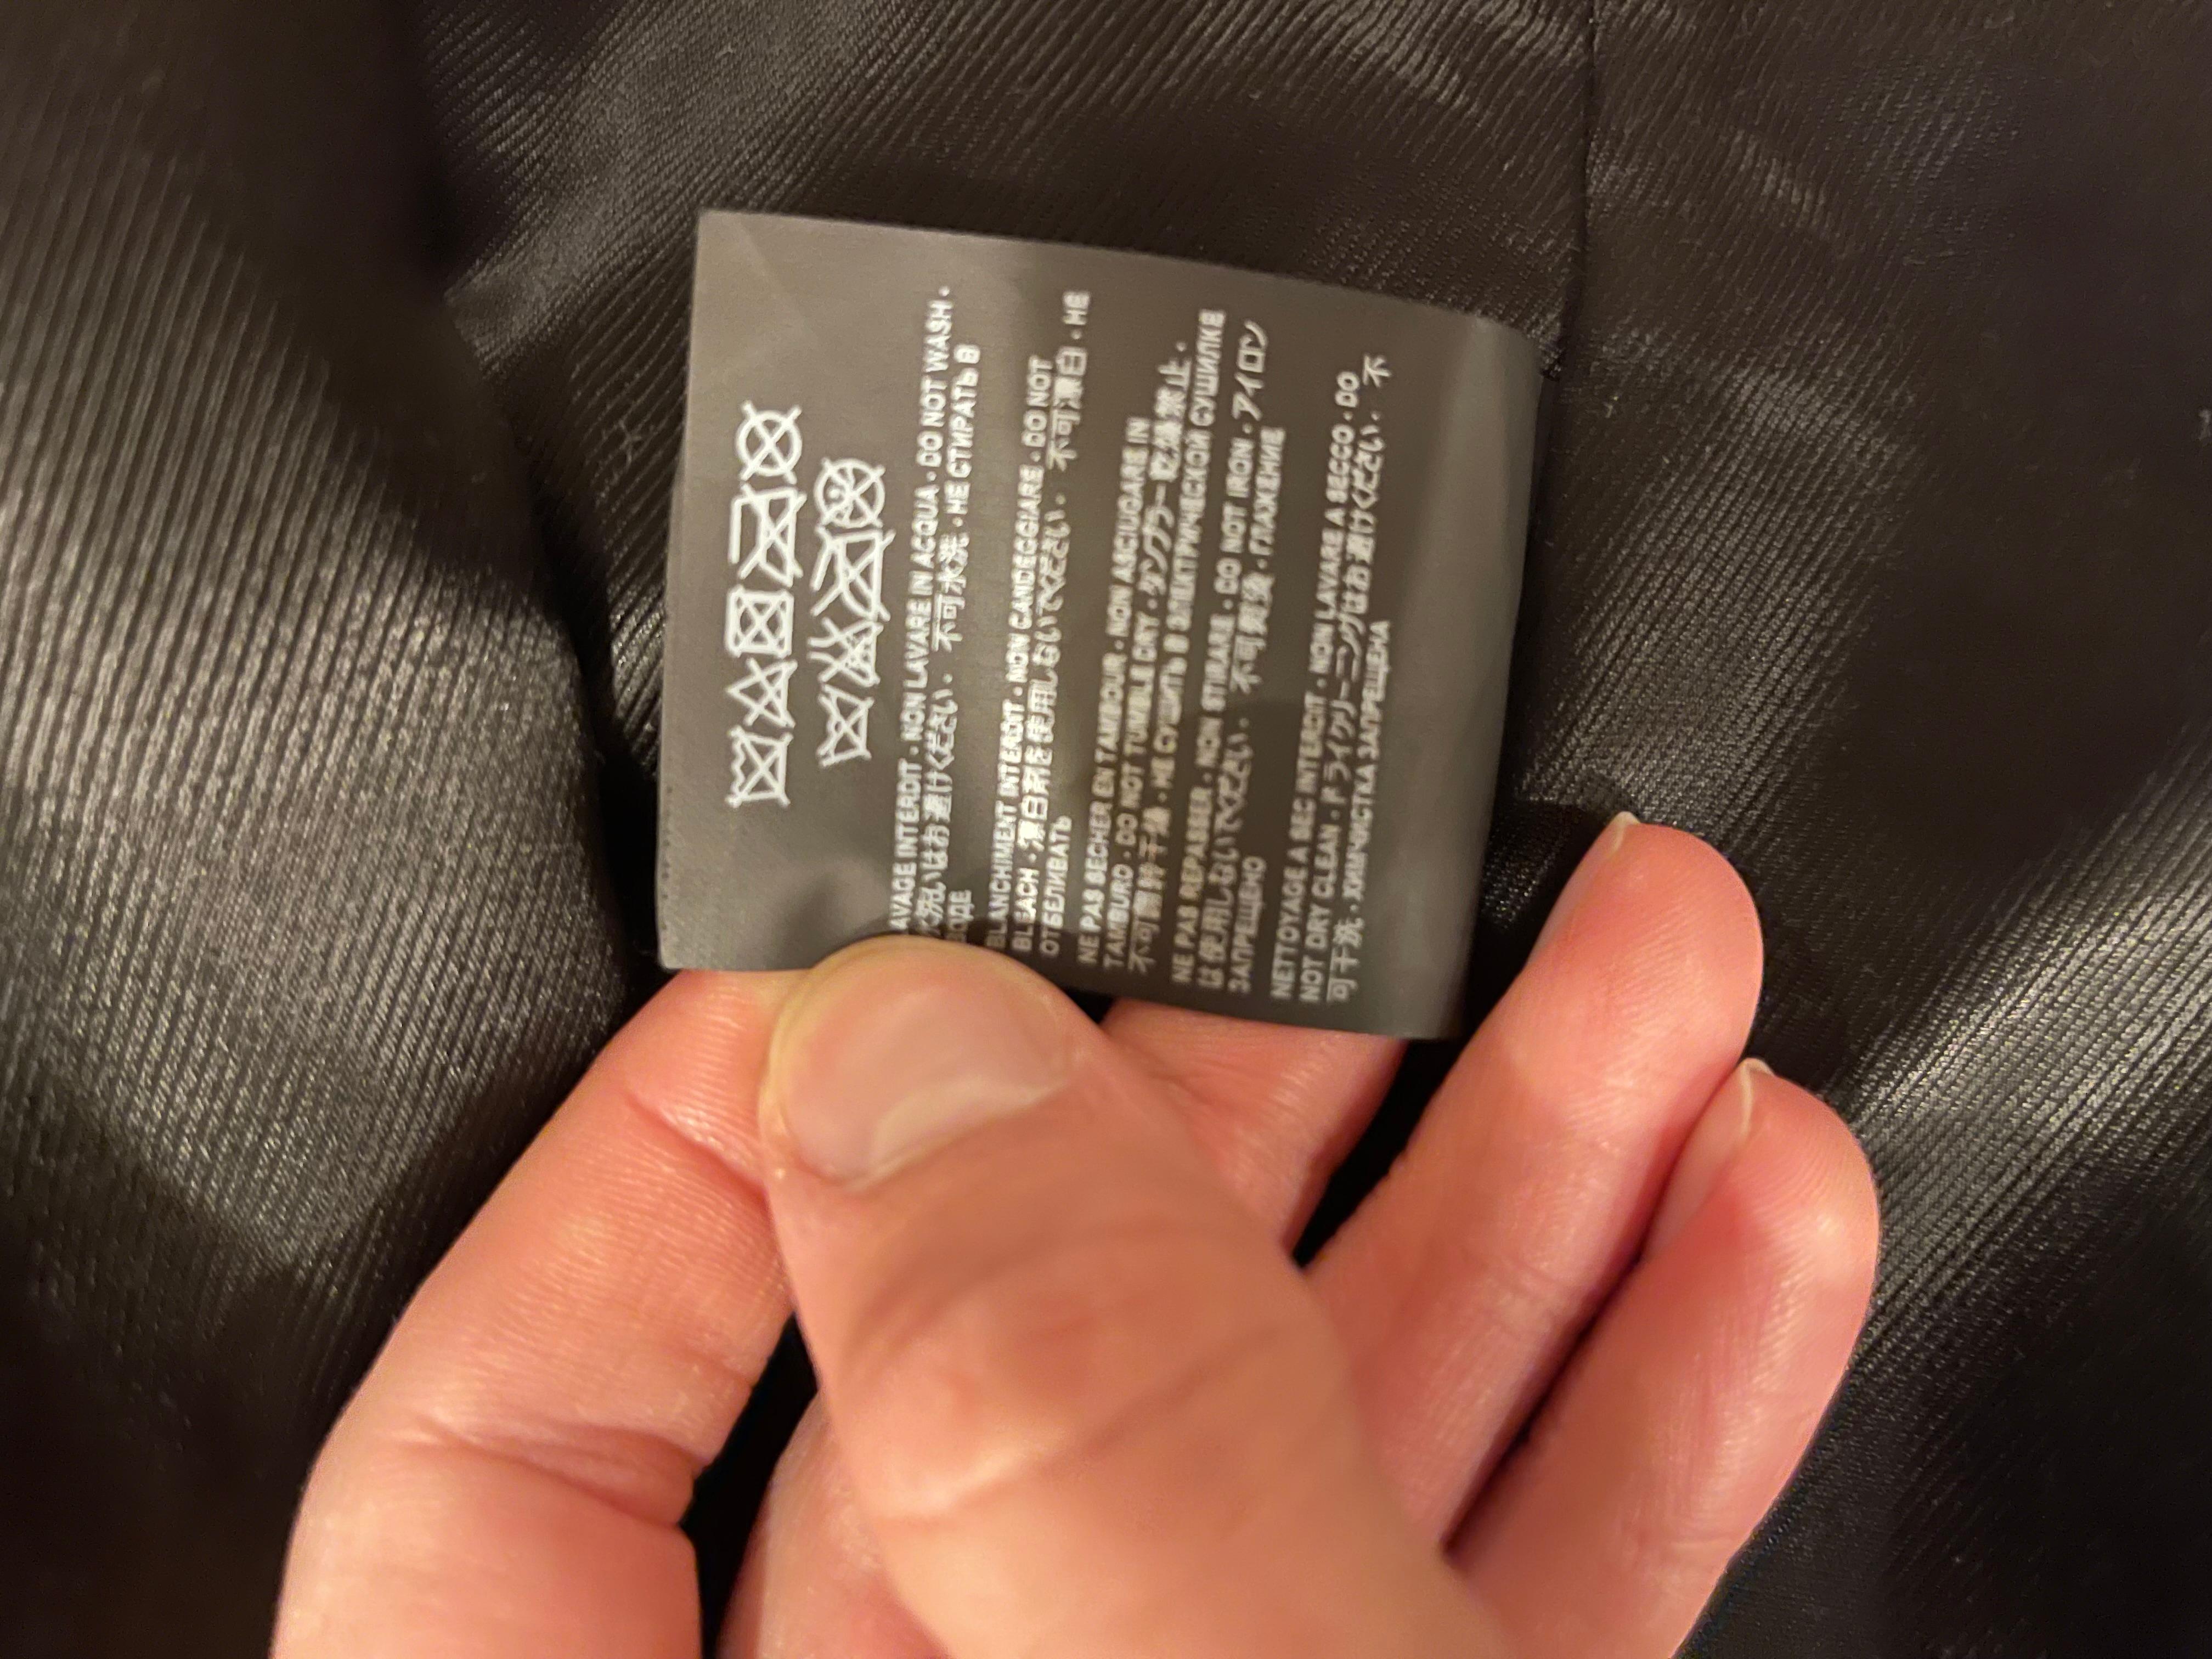 AVAGE INTERDIT · NON LAVARE IN ACQUA · DO NOT WASH ·
水洗いはお避けください。不可水洗 · НЕ СТИРАТЬ В
ВОДЕ
BLANCHIMENT INTERDIT · NON CANDEGGIARE · DO NOT
BLEACH · 漂白剤を使用しないでください。不可漂白 · НЕ
ОТБЕЛИВАТЬ
NE PAS SECHER EN TAMBOUR · NON ASCIUGARE IN
TAMBURO · DO NOT TUMBLE DRY · タンブラー乾燥禁止 ·
不可翻幹干燥 · НЕ СУШИТЬ В ЭЛЕКТРИЧЕСКОЙ СУШИЛКЕ
NE PAS REPASSER · NON STIRARE · DO NOT IRON · アイロン
は使用しないでください。不可熨燙 · ГЛАЖЕНИЕ
ЗАПРЕЩЕНО
NETTOYAGE A SEC INTERDIT · NON LAVARE A SECCO · DO
NOT DRY CLEAN · ドライクリーニングはお避けください。不
可干洗 · ХИМЧИСТКА ЗАПРЕЩЕНА